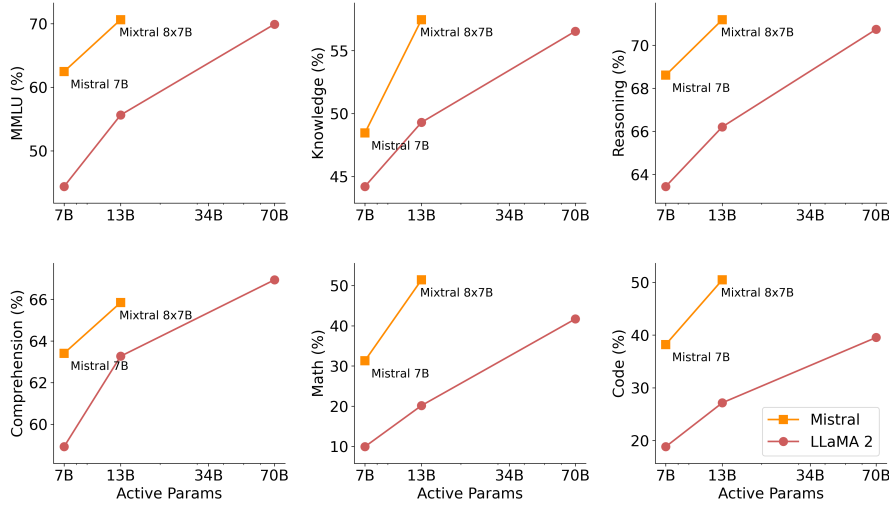 MMLU (%)
70
60
50
Mixtral 8x7B
Mistral 7B
7B 13B 34B 70B
Knowledge (%)
55
50
45
Mixtral 8x7B
Mistral 7B
7B 13B 34B 70B
Reasoning (%)
70
68
66
64
Mixtral 8x7B
Mistral 7B
7B 13B 34B 70B
Comprehension (%)
66
64
62
60
Mixtral 8x7B
Mistral 7B
7B 13B 34B 70B
Active Params
Math (%)
50
40
30
20
10
Mixtral 8x7B
Mistral 7B
7B 13B 34B 70B
Active Params
Code (%)
50
40
30
20
Mixtral 8x7B
Mistral 7B
Mistral
LLaMA 2
7B 13B 34B 70B
Active Params